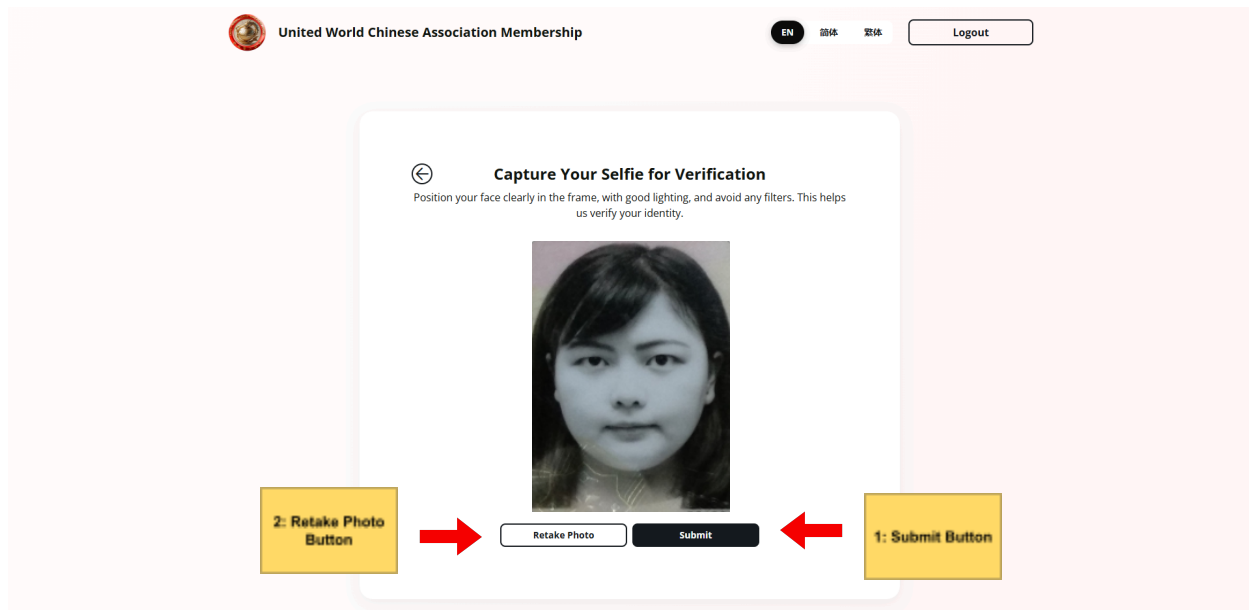 United World Chinese Association Membership
EN
简体
繁体
Logout
Capture Your Selfie for Verification
Position your face clearly in the frame, with good lighting, and avoid any filters. This helps
us verify your identity.
2: Retake Photo
Button
Retake Photo
Submit
1: Submit Button